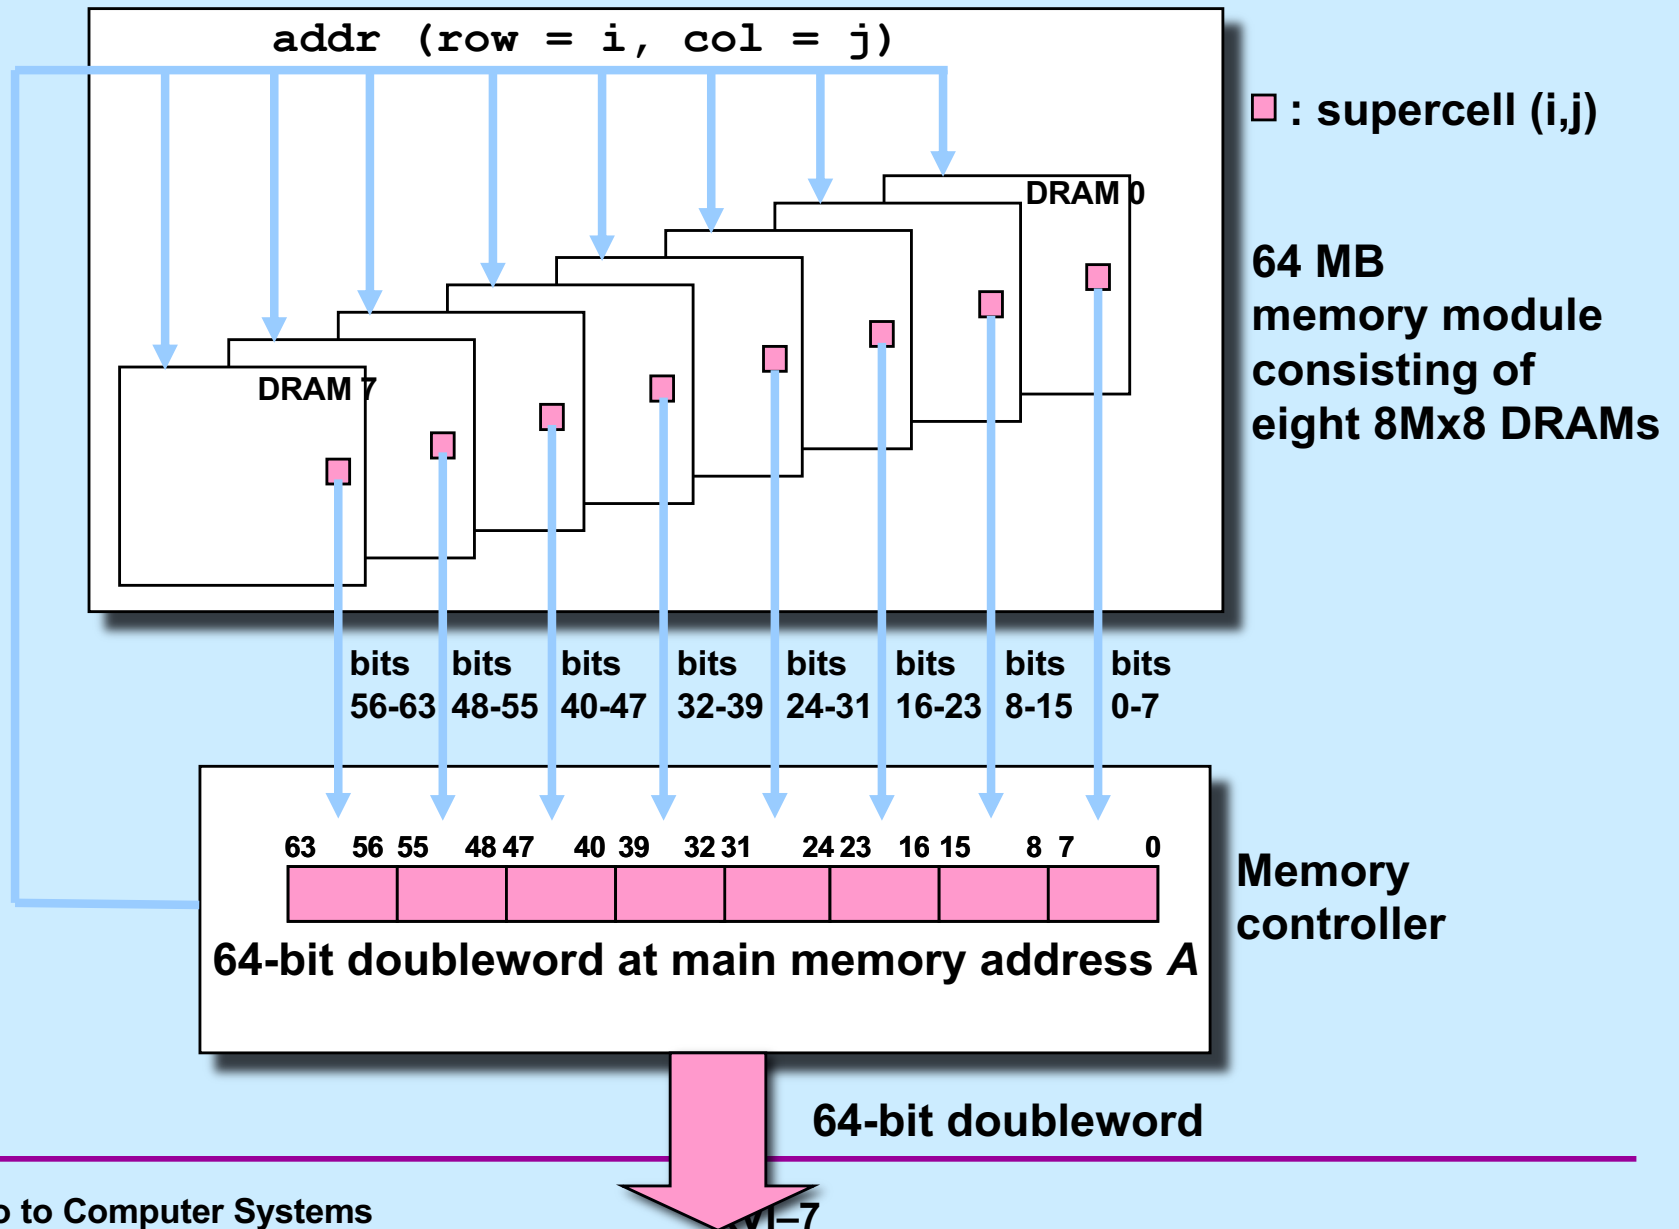 addr (row = i, col = j)
: supercell (i,j)
DRAM 0
64 MB
memory module
consisting of
eight 8Mx8 DRAMs
DRAM 7
bits 56-63
bits 48-55
bits 40-47
bits 32-39
bits 24-31
bits 16-23
bits 8-15
bits 0-7
63 56 55 48 47 40 39 32 31 24 23 16 15 8 7 0
Memory
controller
64-bit doubleword at main memory address A
64-bit doubleword
to Computer Systems
–7